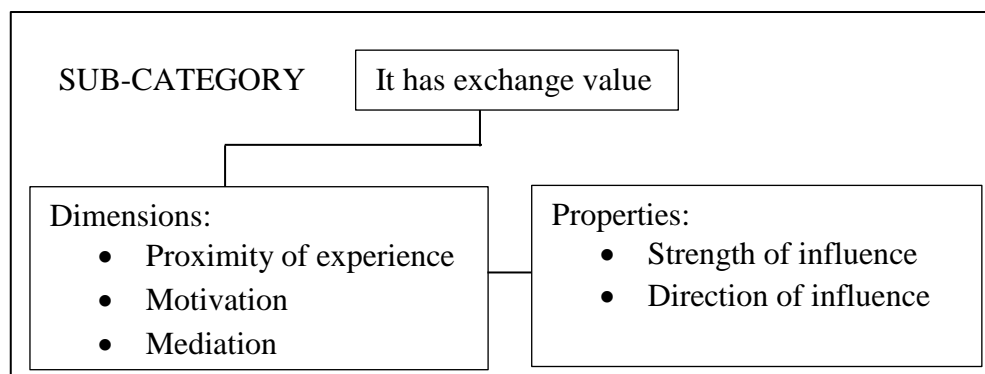 SUB-CATEGORY
It has exchange value
Dimensions:
• Proximity of experience
• Motivation
• Mediation
Properties:
• Strength of influence
• Direction of influence